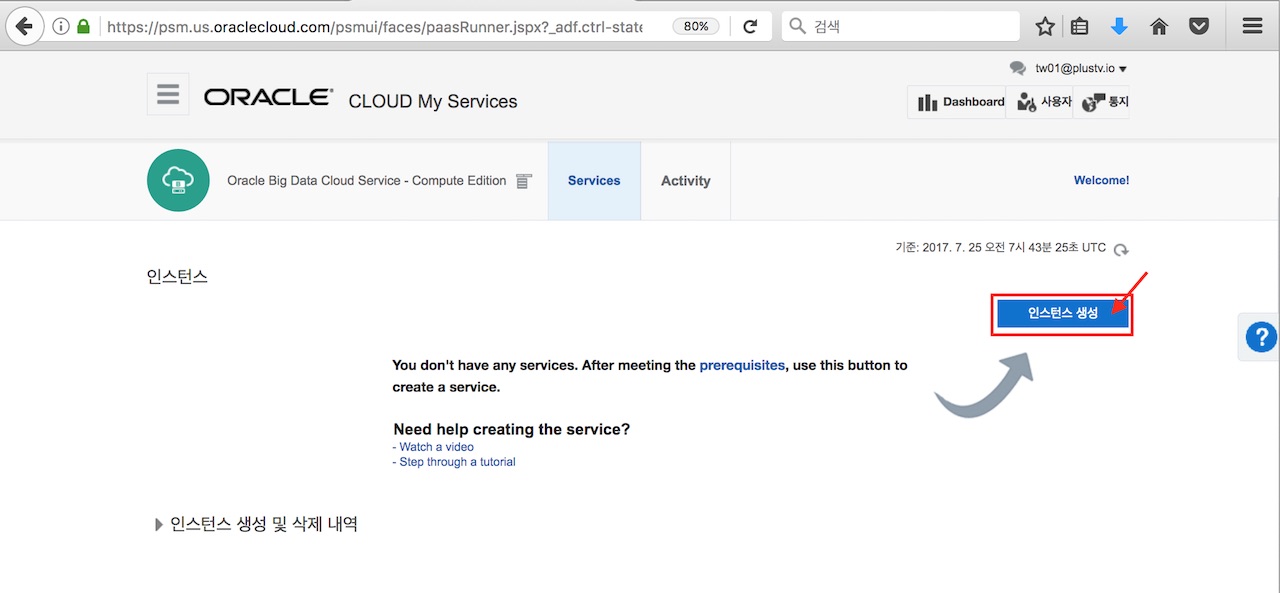 https://psm.us.oraclecloud.com/psmui/faces/paasRunner.jspx?_adf.ctrl-state
80%
검색
tw01@plustv.io
ORACLE CLOUD My Services
Dashboard
사용자
통지
Oracle Big Data Cloud Service - Compute Edition
Services
Activity
Welcome!
기준: 2017. 7. 25 오전 7시 43분 25초 UTC
인스턴스
인스턴스 생성
?
You don't have any services. After meeting the prerequisites, use this button to
create a service.
Need help creating the service?
- Watch a video
- Step through a tutorial
인스턴스 생성 및 삭제 내역